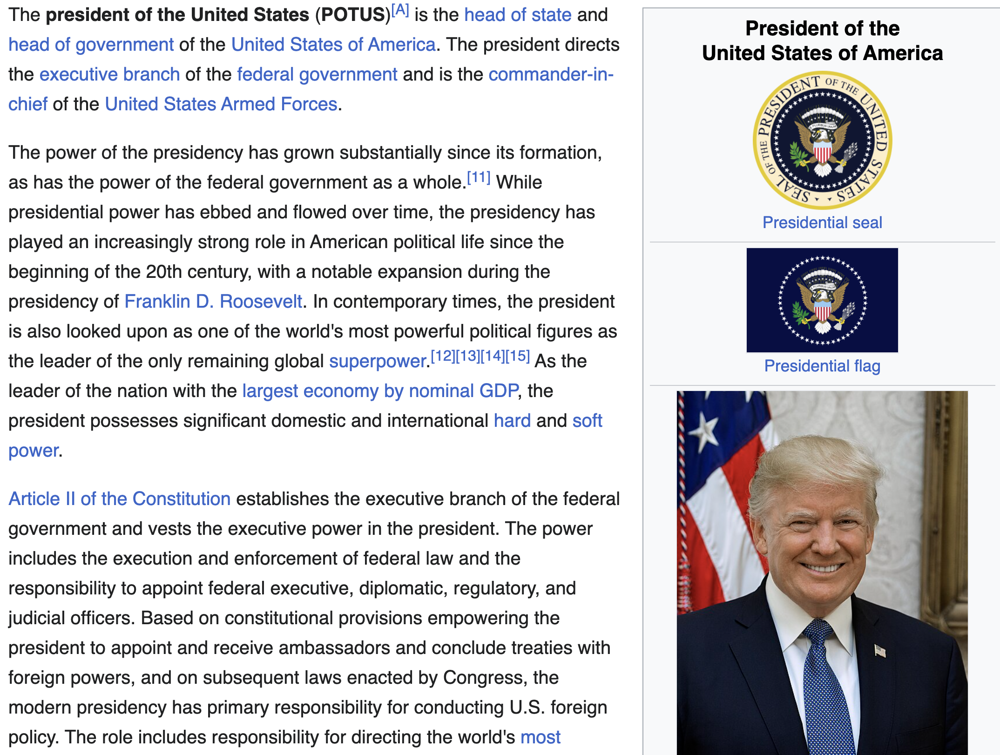 The president of the United States (POTUS)[A] is the head of state and
head of government of the United States of America. The president directs
the executive branch of the federal government and is the commander-in-
chief of the United States Armed Forces.
The power of the presidency has grown substantially since its formation,
as has the power of the federal government as a whole.[11] While
presidential power has ebbed and flowed over time, the presidency has
played an increasingly strong role in American political life since the
beginning of the 20th century, with a notable expansion during the
presidency of Franklin D. Roosevelt. In contemporary times, the president
is also looked upon as one of the world's most powerful political figures as
the leader of the only remaining global superpower.[12][13][14][15] As the
leader of the nation with the largest economy by nominal GDP, the
president possesses significant domestic and international hard and soft
power.
Article II of the Constitution establishes the executive branch of the federal
government and vests the executive power in the president. The power
includes the execution and enforcement of federal law and the
responsibility to appoint federal executive, diplomatic, regulatory, and
judicial officers. Based on constitutional provisions empowering the
president to appoint and receive ambassadors and conclude treaties with
foreign powers, and on subsequent laws enacted by Congress, the
modern presidency has primary responsibility for conducting U.S. foreign
policy. The role includes responsibility for directing the world's most
President of the
United States of America
SEAL OF THE PRESIDENT OF THE UNITED STATES
E PLURIBUS UNUM
Presidential seal
E PLURIBUS UNUM
Presidential flag